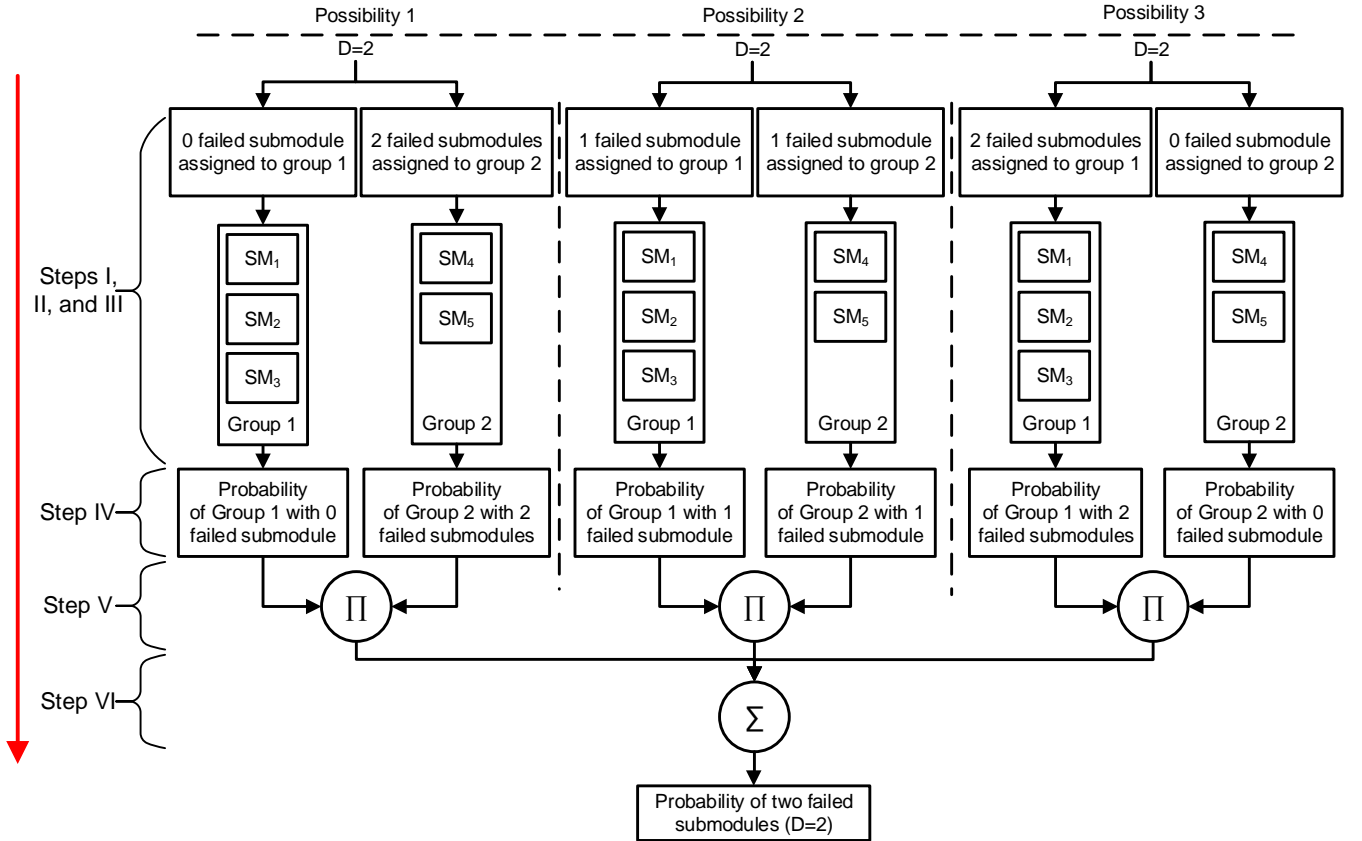 Possibility 1
Possibility 2
Possibility 3
D=2
D=2
D=2
0 failed submodule
assigned to group 1
2 failed submodules
assigned to group 2
1 failed submodule
assigned to group 1
1 failed submodule
assigned to group 2
2 failed submodules
assigned to group 1
0 failed submodule
assigned to group 2
Steps I,
II, and III
SM₁
SM₂
SM₃
Group 1
SM₄
SM₅
Group 2
SM₁
SM₂
SM₃
Group 1
SM₄
SM₅
Group 2
SM₁
SM₂
SM₃
Group 1
SM₄
SM₅
Group 2
Step IV
Probability
of Group 1 with 0
failed submodule
Probability
of Group 2 with 2
failed submodules
Probability
of Group 1 with 1
failed submodule
Probability
of Group 2 with 1
failed submodule
Probability
of Group 1 with 2
failed submodules
Probability
of Group 2 with 0
failed submodule
Step V
∏
∏
∏
Step VI
∑
Probability of two failed
submodules (D=2)